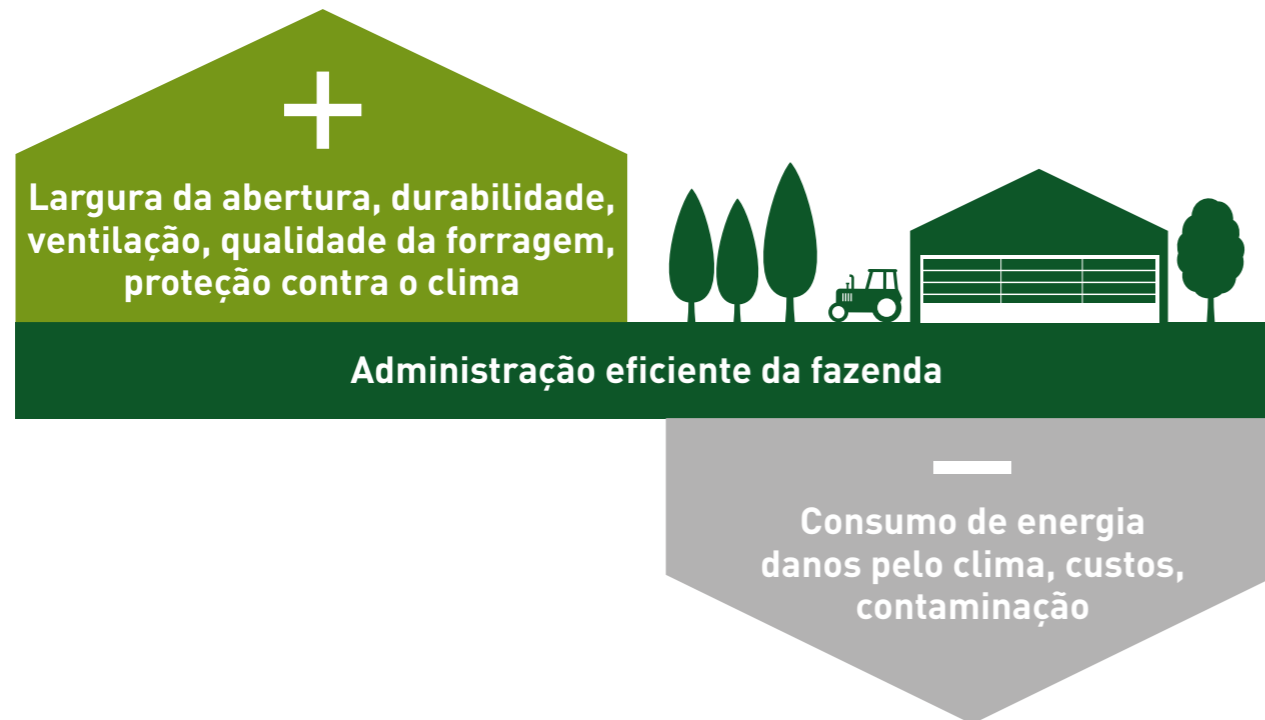 +
Largura da abertura, durabilidade,
ventilação, qualidade da forragem,
proteção contra o clima
Administração eficiente da fazenda
—
Consumo de energia
danos pelo clima, custos,
contaminação